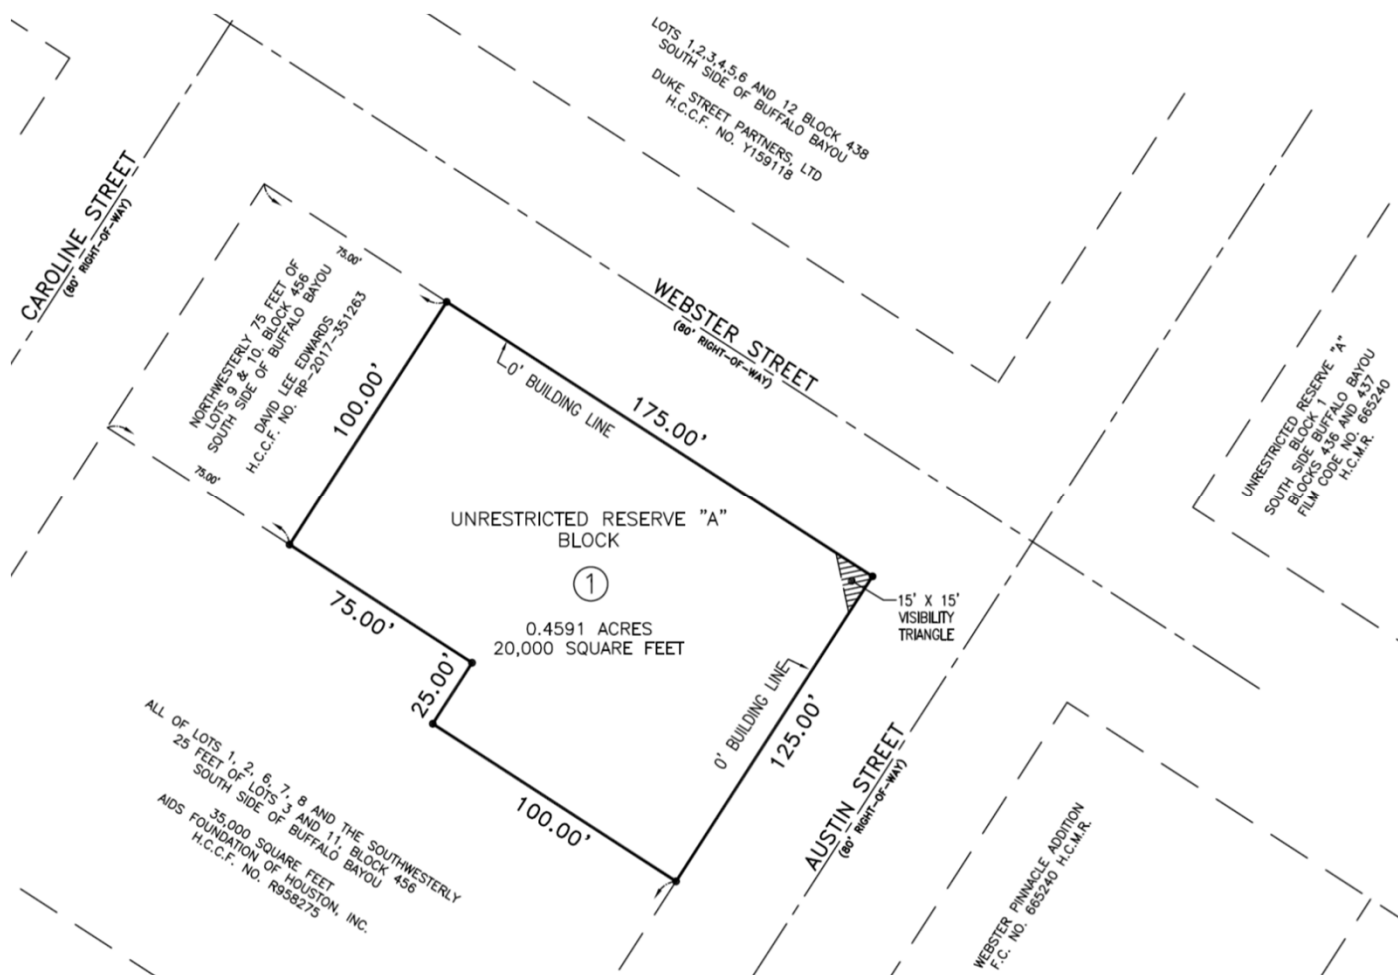 LOTS 1,2,3,4,5,6 AND 12 BLOCK 438
SOUTH SIDE OF BUFFALO BAYOU
DUKE STREET PARTNERS, LTD
H.C.C.F. NO. Y159118
CAROLINE STREET
(80' RIGHT-OF-WAY)
75.00'
NORTHWESTERLY 75 FEET OF
LOTS 9 & 10. BLOCK 456
SOUTH SIDE OF BUFFALO BAYOU
DAVID LEE EDWARDS
H.C.C.F. NO. RP-2017-351263
75.00'
WEBSTER STREET
(80' RIGHT-OF-WAY)
100.00'
0' BUILDING LINE
175.00'
UNRESTRICTED RESERVE "A"
BLOCK 1
SOUTH SIDE BUFFALO BAYOU
BLOCKS 436 AND 437
FILM CODE NO. 665240
H.C.M.R.
UNRESTRICTED RESERVE "A"
BLOCK
1
0.4591 ACRES
20,000 SQUARE FEET
15' X 15'
VISIBILITY
TRIANGLE
75.00'
25.00'
0' BUILDING LINE
125.00'
100.00'
AUSTIN STREET
(80' RIGHT-OF-WAY)
ALL OF LOTS 1, 2, 6, 7, 8 AND THE SOUTHWESTERLY
25 FEET OF LOTS 3 AND 11, BLOCK 456
SOUTH SIDE OF BUFFALO BAYOU
35,000 SQUARE FEET
AIDS FOUNDATION OF HOUSTON, INC.
H.C.C.F. NO. R958275
WEBSTER PINNACLE ADDITION
F.C. NO. 665240 H.C.M.R.